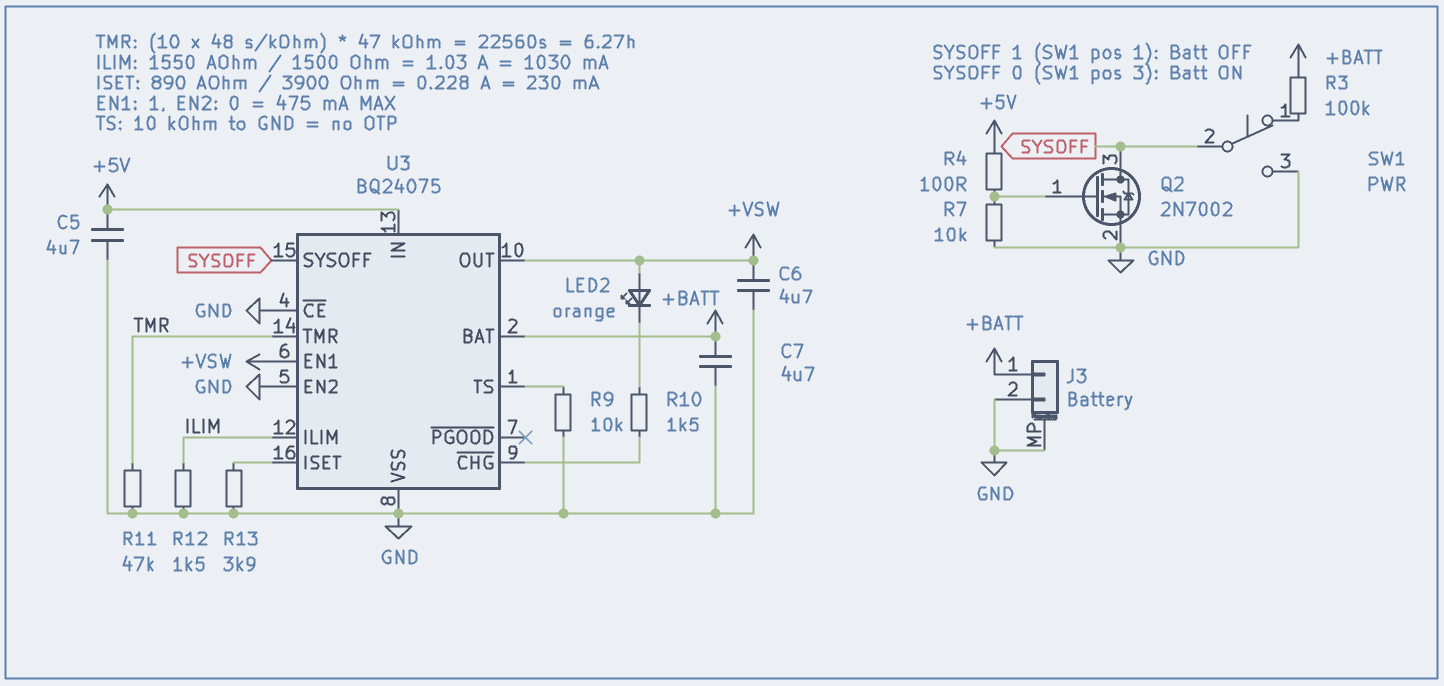 TMR: (10 x 48 s/kOhm) * 47 kOhm = 22560s = 6.27h
ILIM: 1550 AOhm / 1500 Ohm = 1.03 A = 1030 mA
ISET: 890 AOhm / 3900 Ohm = 0.228 A = 230 mA
EN1: 1, EN2: 0 = 475 mA MAX
TS: 10 kOhm to GND = no OTP
+5V
C5
4u7
U3
BQ24075
13
IN
SYSOFF
15
SYSOFF
GND
4
CE
TMR
14
TMR
+VSW
6
EN1
GND
5
EN2
ILIM
12
ILIM
16
ISET
VSS
8
GND
R11
47k
R12
1k5
R13
3k9
OUT
10
BAT
2
TS
1
PGOOD
7
CHG
9
LED2
orange
+BATT
+VSW
C6
4u7
C7
4u7
R9
10k
R10
1k5
SYSOFF 1 (SW1 pos 1): Batt OFF
SYSOFF 0 (SW1 pos 3): Batt ON
+5V
SYSOFF
R4
100R
R7
10k
1
3
2
Q2
2N7002
GND
2
1
3
+BATT
R3
100k
SW1
PWR
+BATT
1
2
MP
J3
Battery
GND